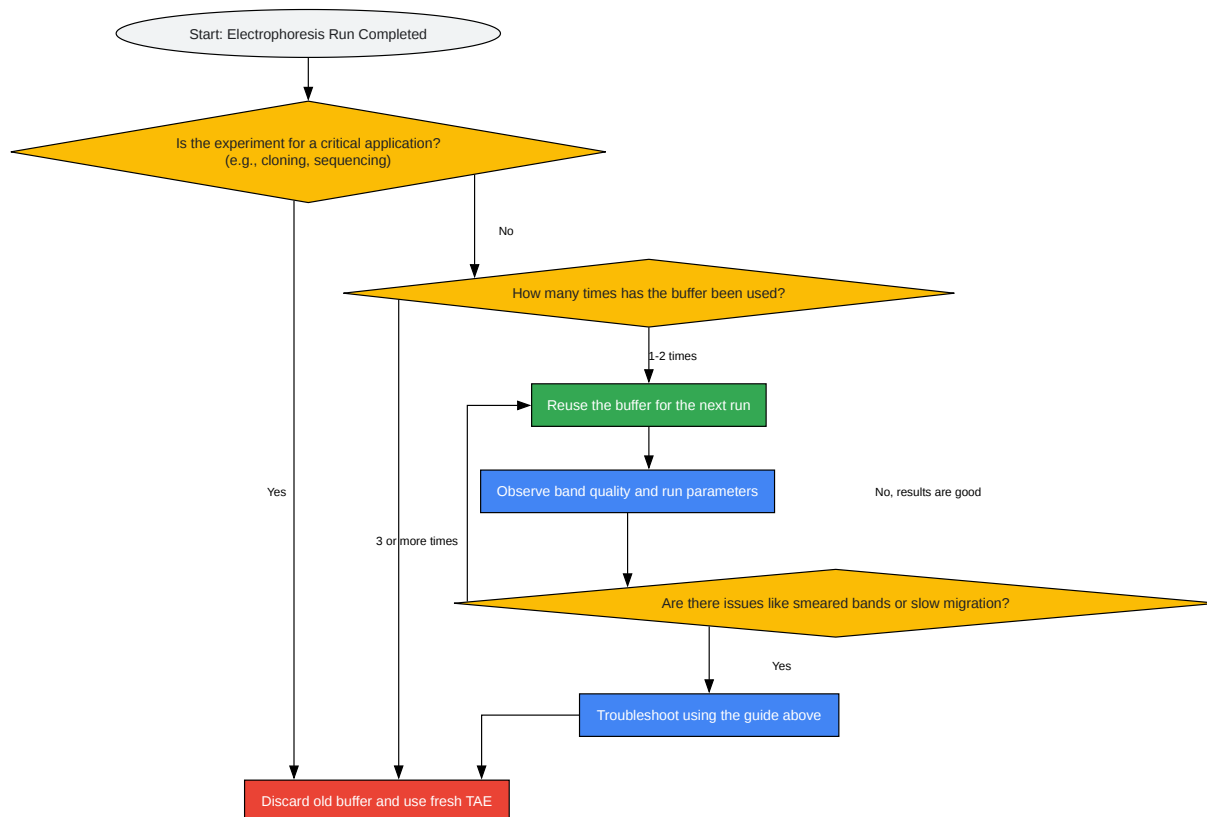 Start: Electrophoresis Run Completed
Is the experiment for a critical application?
(e.g., cloning, sequencing)
No
How many times has the buffer been used?
1-2 times
Reuse the buffer for the next run
Yes
Observe band quality and run parameters
No, results are good
3 or more times
Are there issues like smeared bands or slow migration?
Yes
Troubleshoot using the guide above
Discard old buffer and use fresh TAE